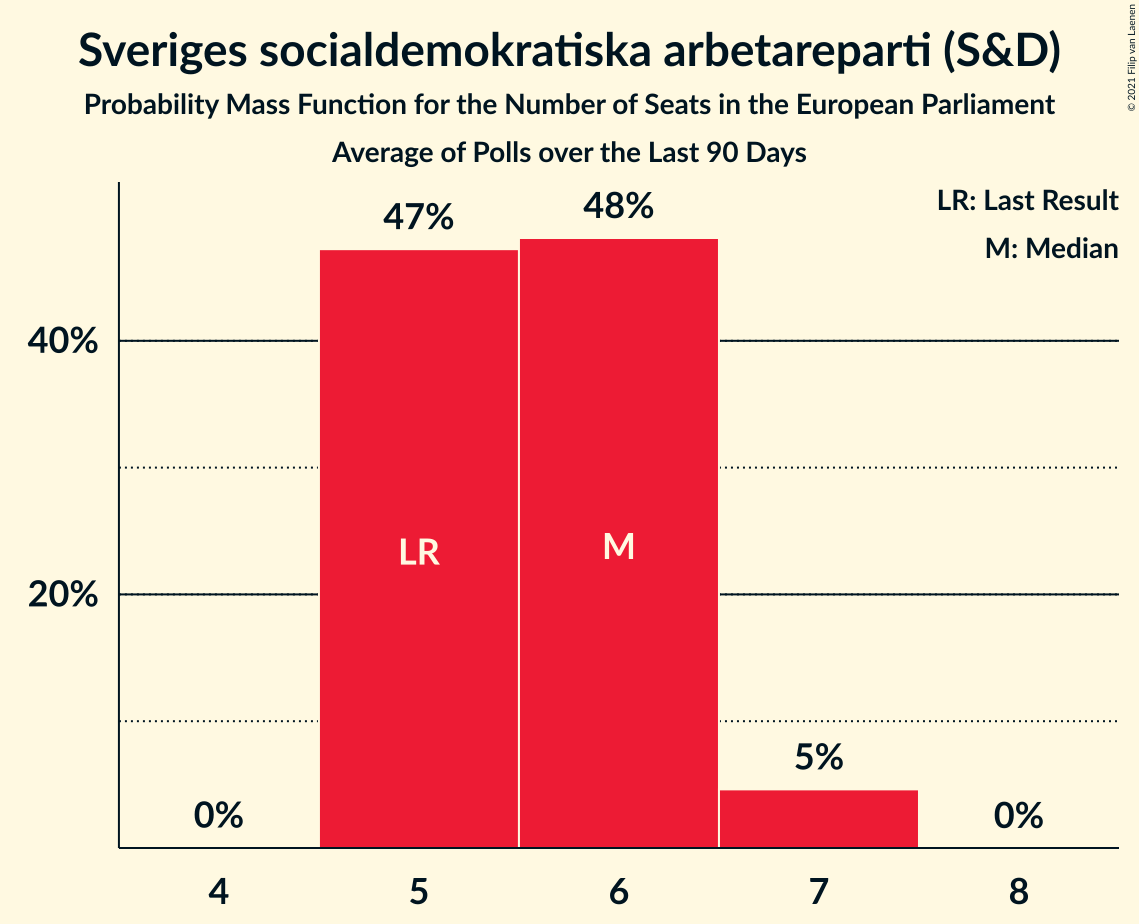 Sveriges socialdemokratiska arbetareparti (S&D)
Probability Mass Function for the Number of Seats in the European Parliament
Average of Polls over the Last 90 Days
© 2021 Filip van Laenen
LR: Last Result
M: Median
47%
48%
40%
LR
M
20%
5%
0%
0%
4
5
6
7
8